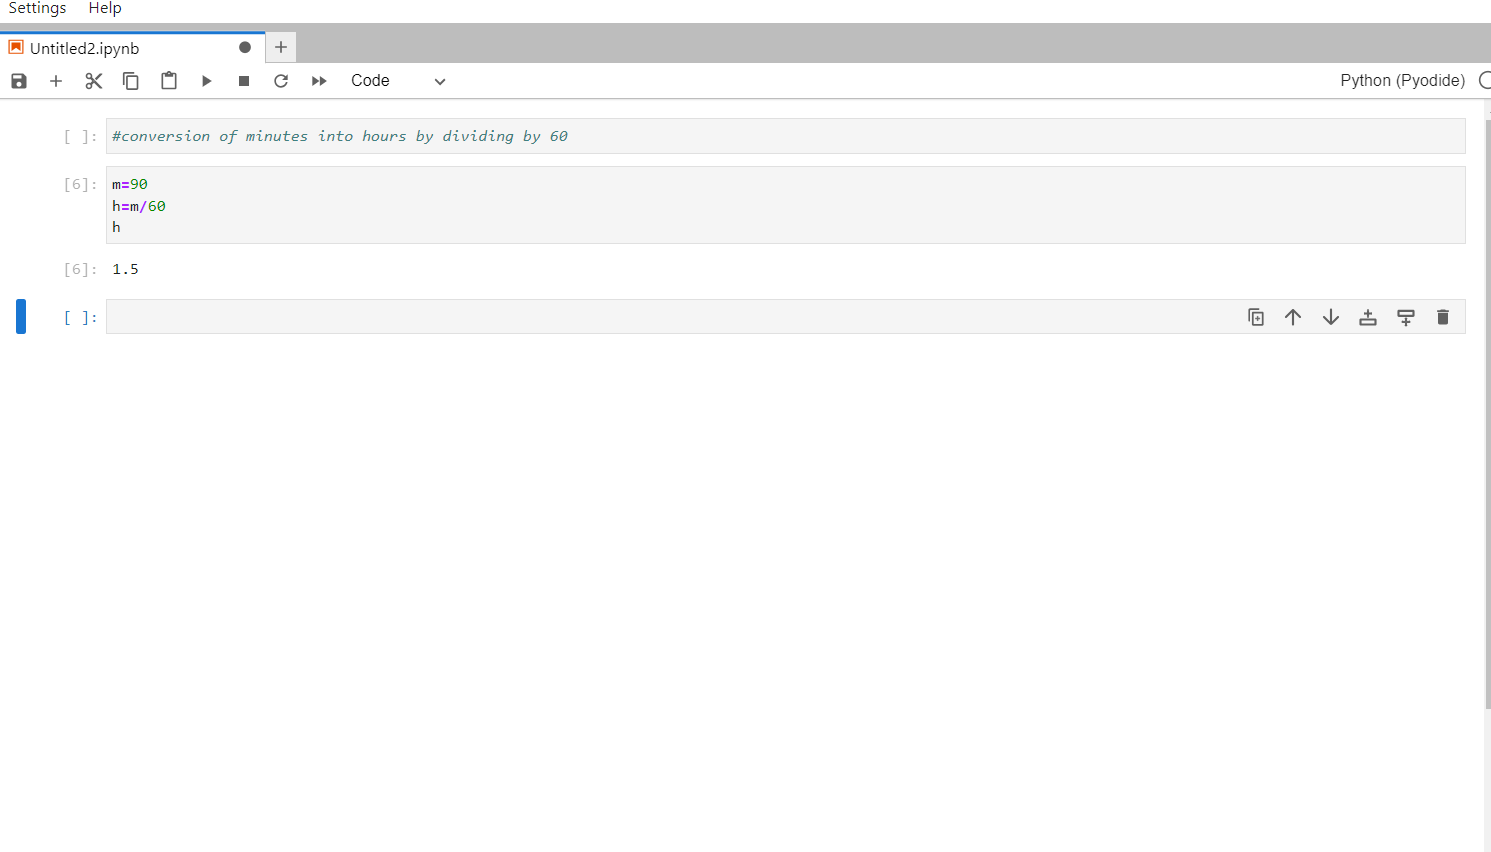 Settings Help
Untitled2.ipynb
Code
Python (Pyodide)
[ ]: #conversion of minutes into hours by dividing by 60
[6]: m=90
h=m/60
h
[6]: 1.5
[ ]: